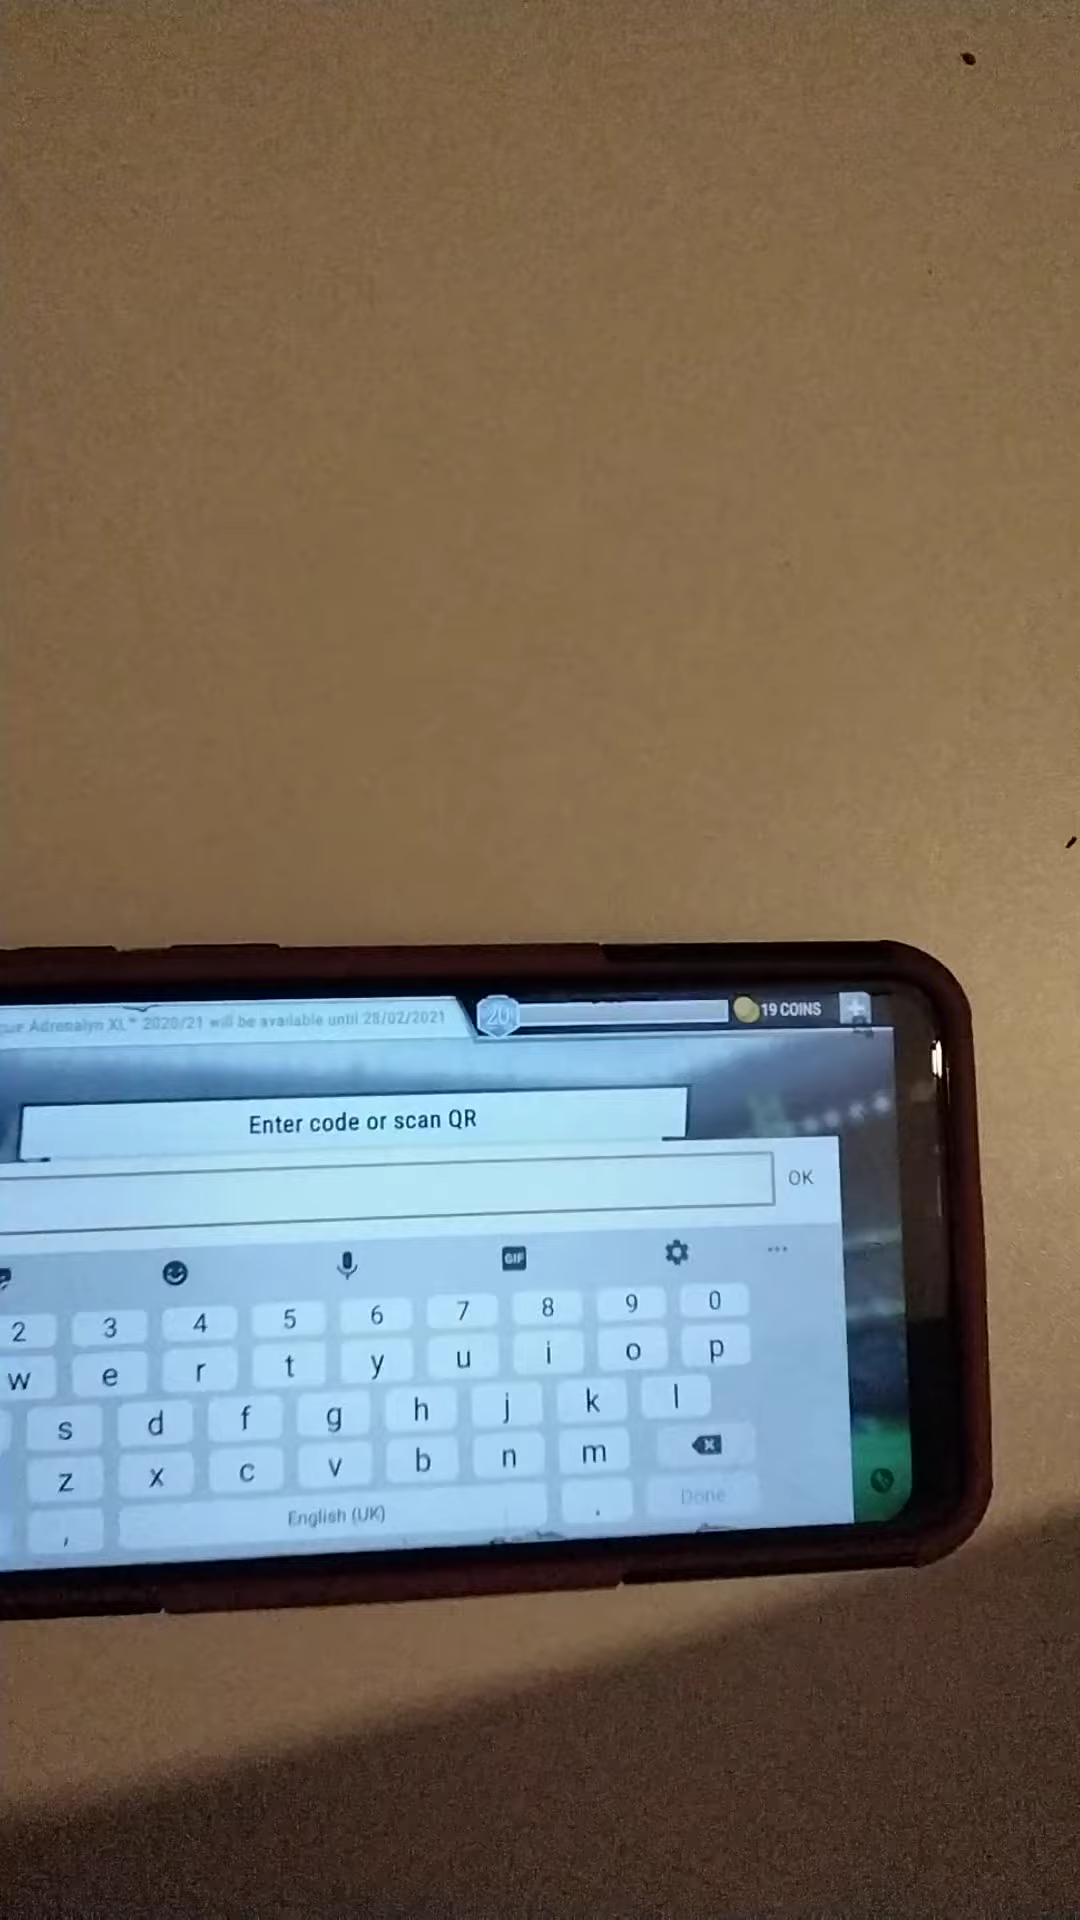 Adrenalyn XL™ 2020/21 will be available until 28/02/2021
20
19 COINS
Enter code or scan QR
OK
GIF
2 3 4 5 6 7 8 9 0
w e r t y u i o p
s d f g h j k l
z x c v b n m
, English (UK) . Done